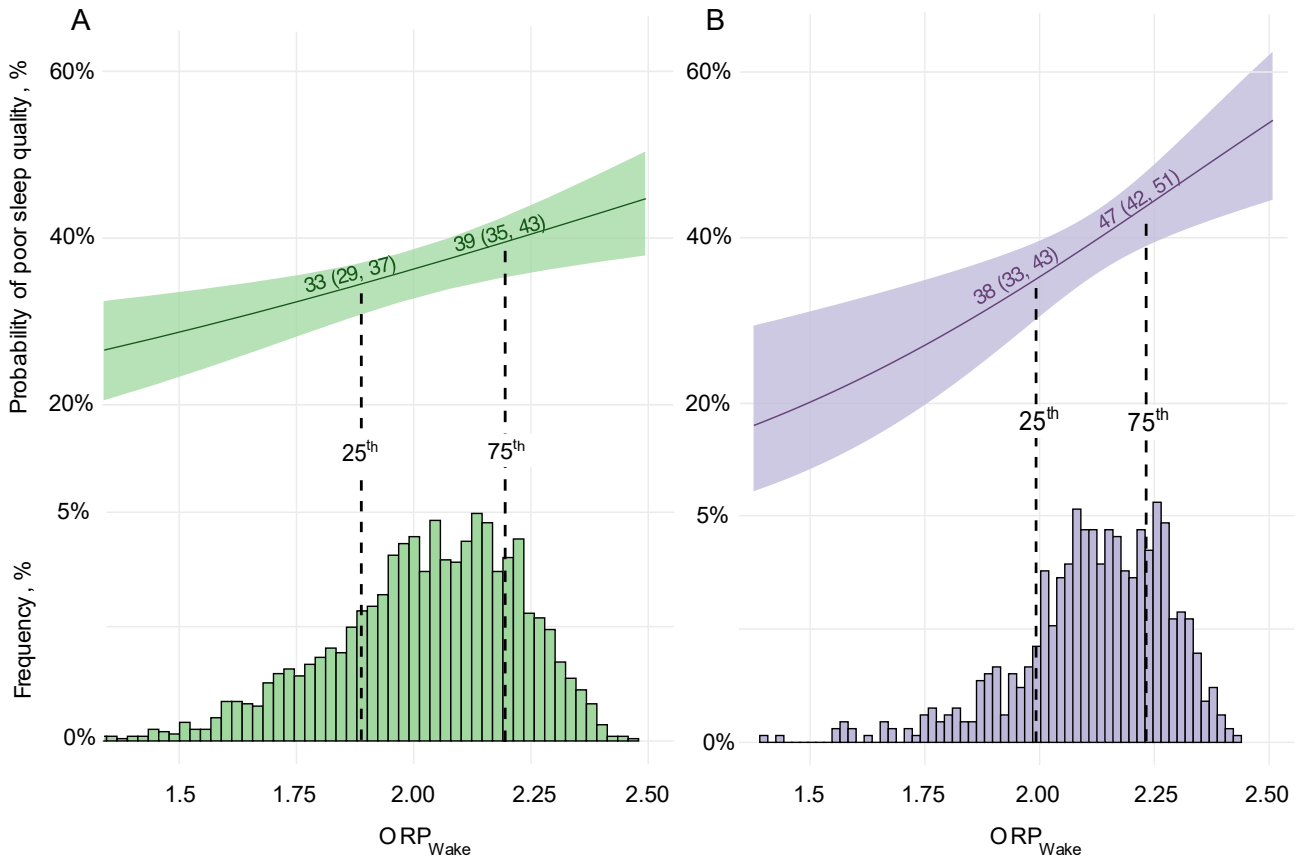 A
B
Probability of poor sleep quality, %
60%
40%
20%
33 (29, 37)
39 (35, 43)
25th
75th
60%
40%
20%
38 (33, 43)
47 (42, 51)
25th
75th
Frequency, %
5%
0%
5%
0%
1.5 1.75 2.00 2.25 2.50
1.5 1.75 2.00 2.25 2.50
ORPWake
ORPWake